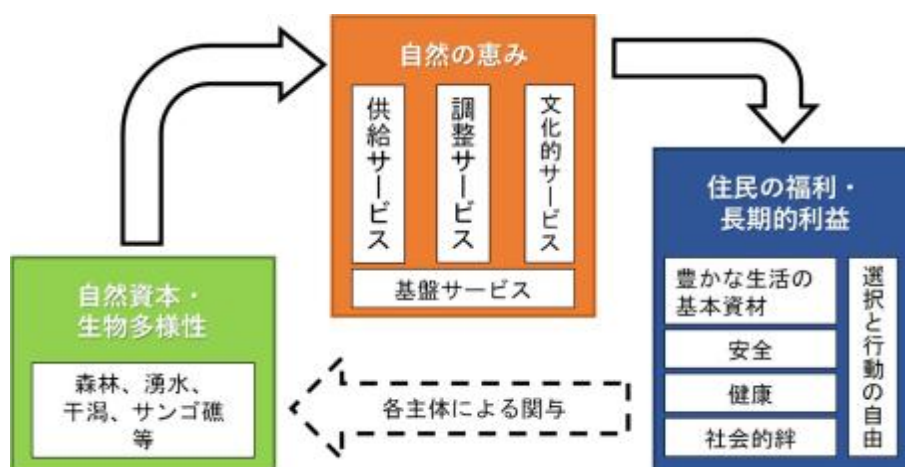 自然の恵み
供給サービス
調整サービス
文化的サービス
基盤サービス
住民の福利・
長期的利益
豊かな生活の
基本資材
安全
健康
社会的絆
選択と行動の自由
自然資本・
生物多様性
森林、湧水、
干潟、サンゴ礁
等
各主体による関与